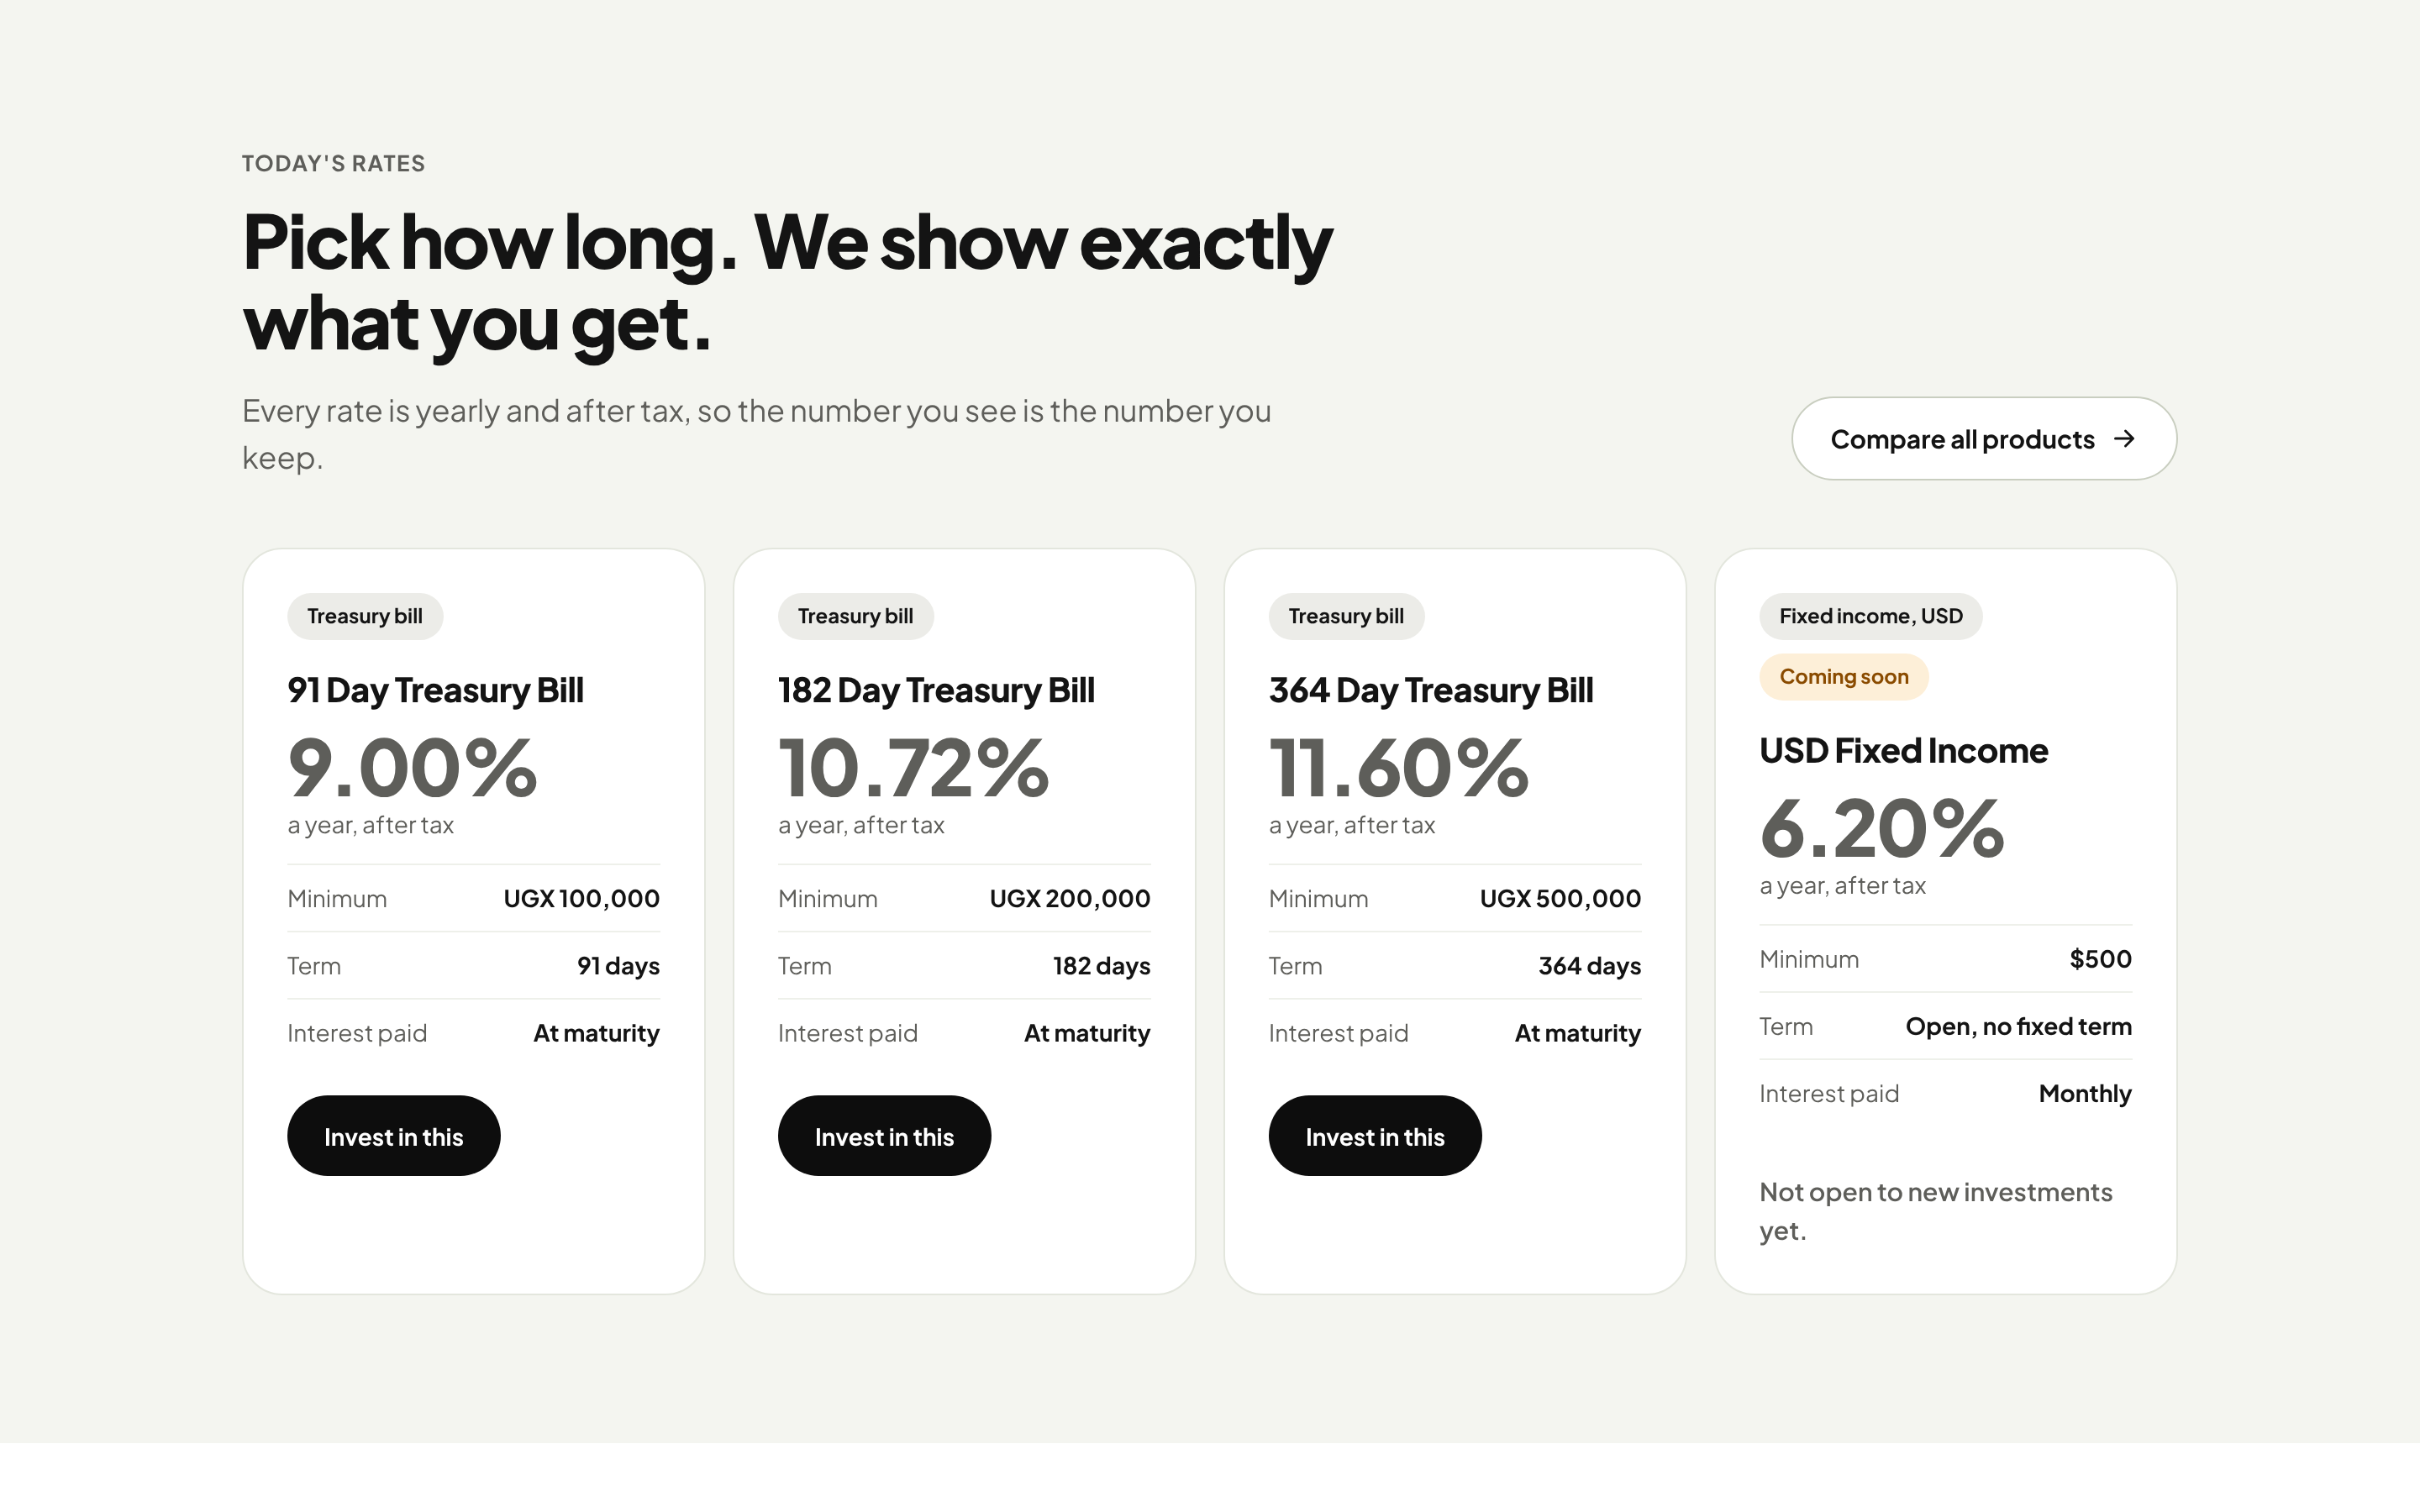 TODAY'S RATES
Pick how long. We show exactly
what you get.
Every rate is yearly and after tax, so the number you see is the number you
keep.
Compare all products →
Treasury bill
91 Day Treasury Bill
9.00%
a year, after tax
Minimum UGX 100,000
Term 91 days
Interest paid At maturity
Invest in this
Treasury bill
182 Day Treasury Bill
10.72%
a year, after tax
Minimum UGX 200,000
Term 182 days
Interest paid At maturity
Invest in this
Treasury bill
364 Day Treasury Bill
11.60%
a year, after tax
Minimum UGX 500,000
Term 364 days
Interest paid At maturity
Invest in this
Fixed income, USD
Coming soon
USD Fixed Income
6.20%
a year, after tax
Minimum $500
Term Open, no fixed term
Interest paid Monthly
Not open to new investments
yet.